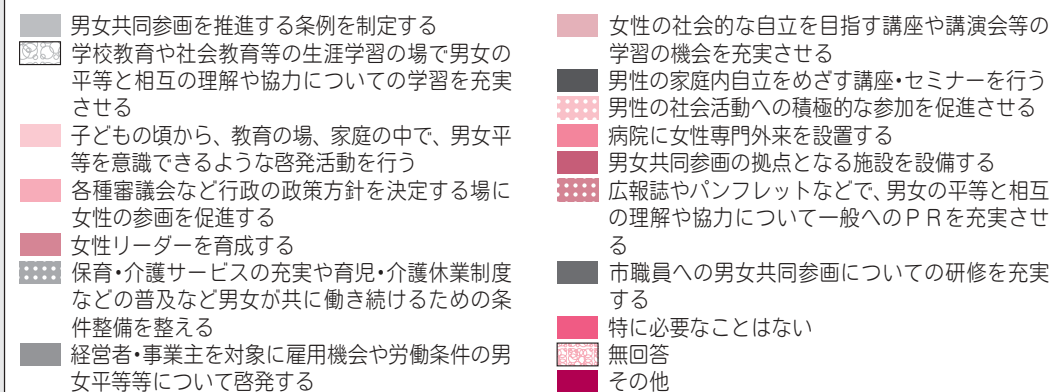 男女共同参画を推進する条例を制定する
学校教育や社会教育等の生涯学習の場で男女の
平等と相互の理解や協力についての学習を充実
させる
子どもの頃から、教育の場、家庭の中で、男女平
等を意識できるような啓発活動を行う
各種審議会など行政の政策方針を決定する場に
女性の参画を促進する
女性リーダーを育成する
保育・介護サービスの充実や育児・介護休業制度
などの普及など男女が共に働き続けるための条
件整備を整える
経営者・事業主を対象に雇用機会や労働条件の男
女平等等について啓発する
女性の社会的な自立を目指す講座や講演会等の
学習の機会を充実させる
男性の家庭内自立をめざす講座・セミナーを行う
男性の社会活動への積極的な参加を促進させる
病院に女性専門外来を設置する
男女共同参画の拠点となる施設を設備する
広報誌やパンフレットなどで、男女の平等と相互
の理解や協力について一般へのＰＲを充実させ
る
市職員への男女共同参画についての研修を充実
する
特に必要なことはない
無回答
その他